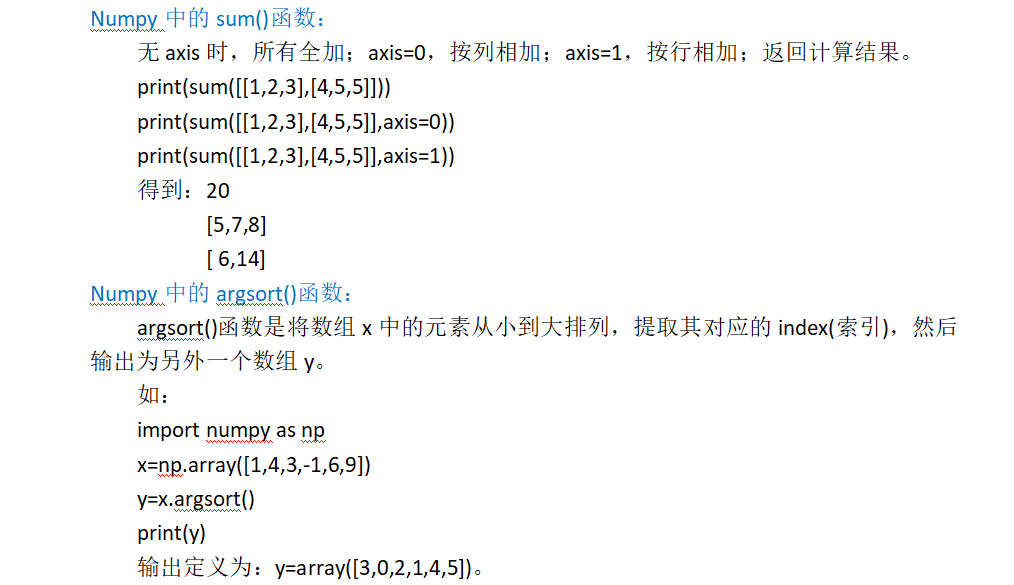 Numpy 中的 sum()函数：
无 axis 时，所有全加；axis=0，按列相加；axis=1，按行相加；返回计算结果。
print(sum([[1,2,3],[4,5,5]]))
print(sum([[1,2,3],[4,5,5]],axis=0))
print(sum([[1,2,3],[4,5,5]],axis=1))
得到：20
[5,7,8]
[ 6,14]
Numpy 中的 argsort()函数：
argsort()函数是将数组 x 中的元素从小到大排列，提取其对应的 index(索引)，然后
输出为另外一个数组 y。
如：
import numpy as np
x=np.array([1,4,3,-1,6,9])
y=x.argsort()
print(y)
输出定义为：y=array([3,0,2,1,4,5])。